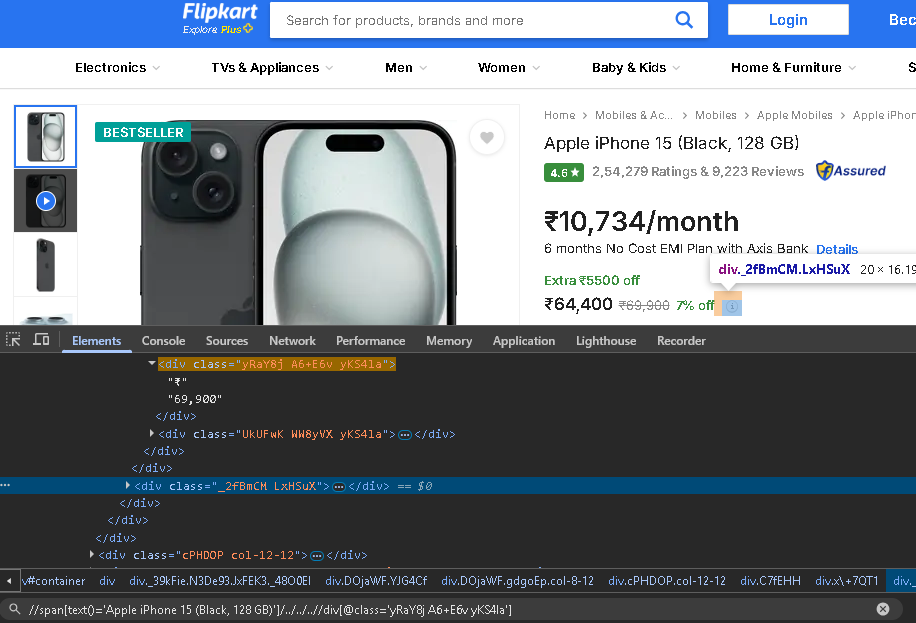 Flipkart
Explore Plus
Search for products, brands and more
Login
Bec
Electronics
TVs & Appliances
Men
Women
Baby & Kids
Home & Furniture
S
BESTSELLER
Home > Mobiles & Ac... > Mobiles > Apple Mobiles > Apple iPhon
Apple iPhone 15 (Black, 128 GB)
4.6★ 2,54,279 Ratings & 9,223 Reviews Assured
₹10,734/month
6 months No Cost EMI Plan with Axis Bank Details
div._2fBmCM.LxHSuX 20 × 16.19
Extra ₹5500 off
₹64,400 ₹69,900 7% off
Elements Console Sources Network Performance Memory Application Lighthouse Recorder
<div class="yRaY8j A6+E6v yKS4la">
"₹"
"69,900"
</div>
<div class="UkUFwK WW8yVX yKS4la">…</div>
</div>
</div>
<div class="_2fBmCM LxHSuX">…</div> == $0
</div>
</div>
</div>
<div class="cPHDOP col-12-12">…</div>
v#container div div._39kFie.N3De93.JxFEK3._48O0EI div.DOjaWF.YJG4Cf div.DOjaWF.gdgoEp.col-8-12 div.cPHDOP.col-12-12 div.C7fEHH div.x\+7QT1 div._
//span[text()='Apple iPhone 15 (Black, 128 GB)']/../../..//div[@class='yRaY8j A6+E6v yKS4la']